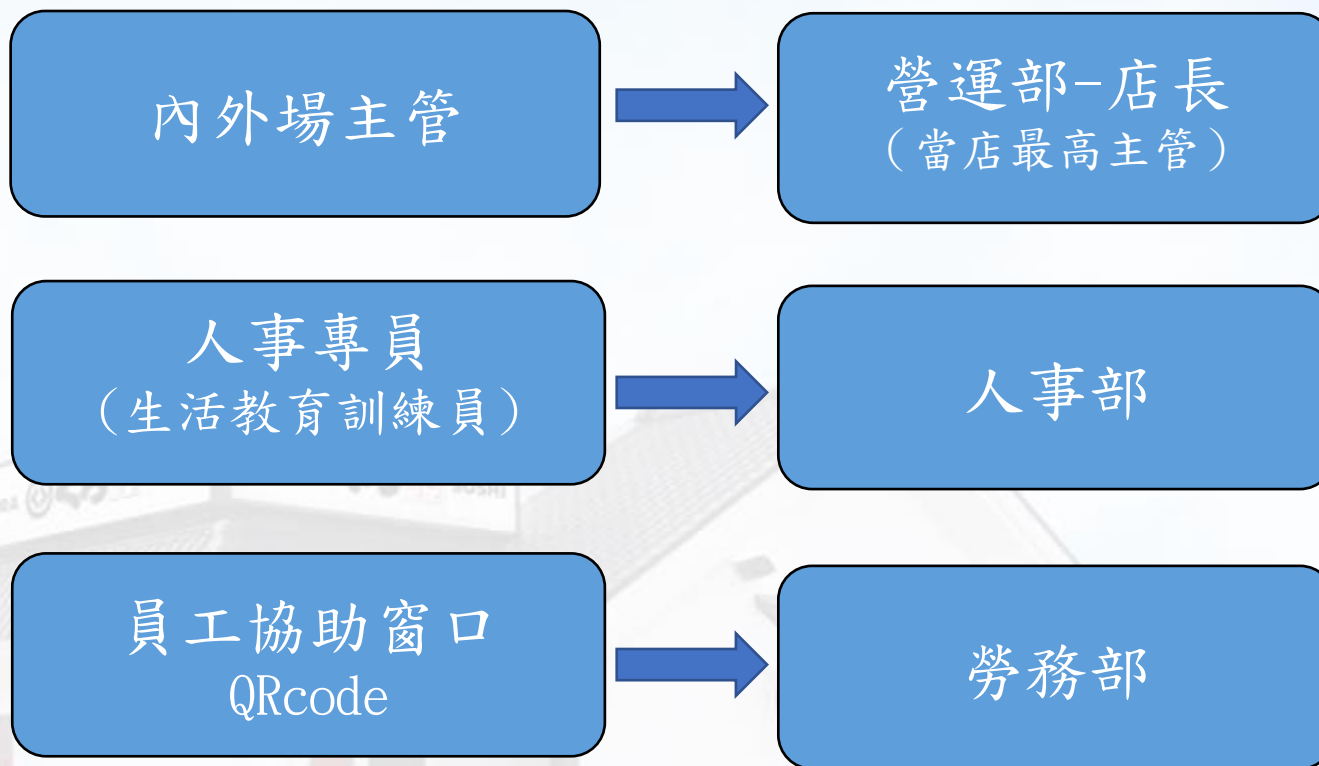 內外場主管
營運部-店長
（當店最高主管）
人事專員
（生活教育訓練員）
人事部
員工協助窗口
QRcode
勞務部